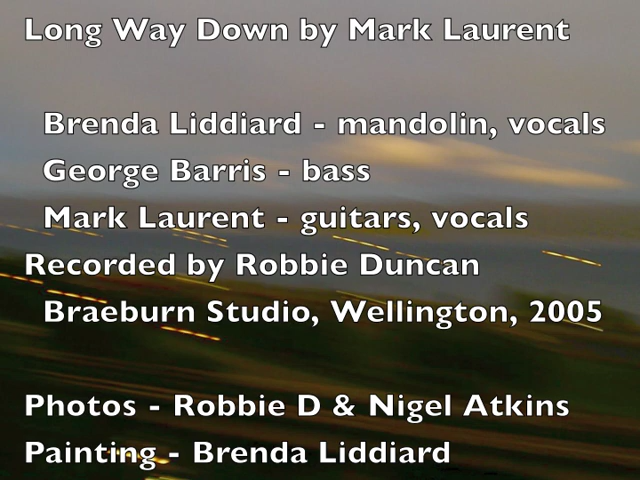 Long Way Down by Mark Laurent
Brenda Liddiard - mandolin, vocals
George Barris - bass
Mark Laurent - guitars, vocals
Recorded by Robbie Duncan
Braeburn Studio, Wellington, 2005
Photos - Robbie D & Nigel Atkins
Painting - Brenda Liddiard